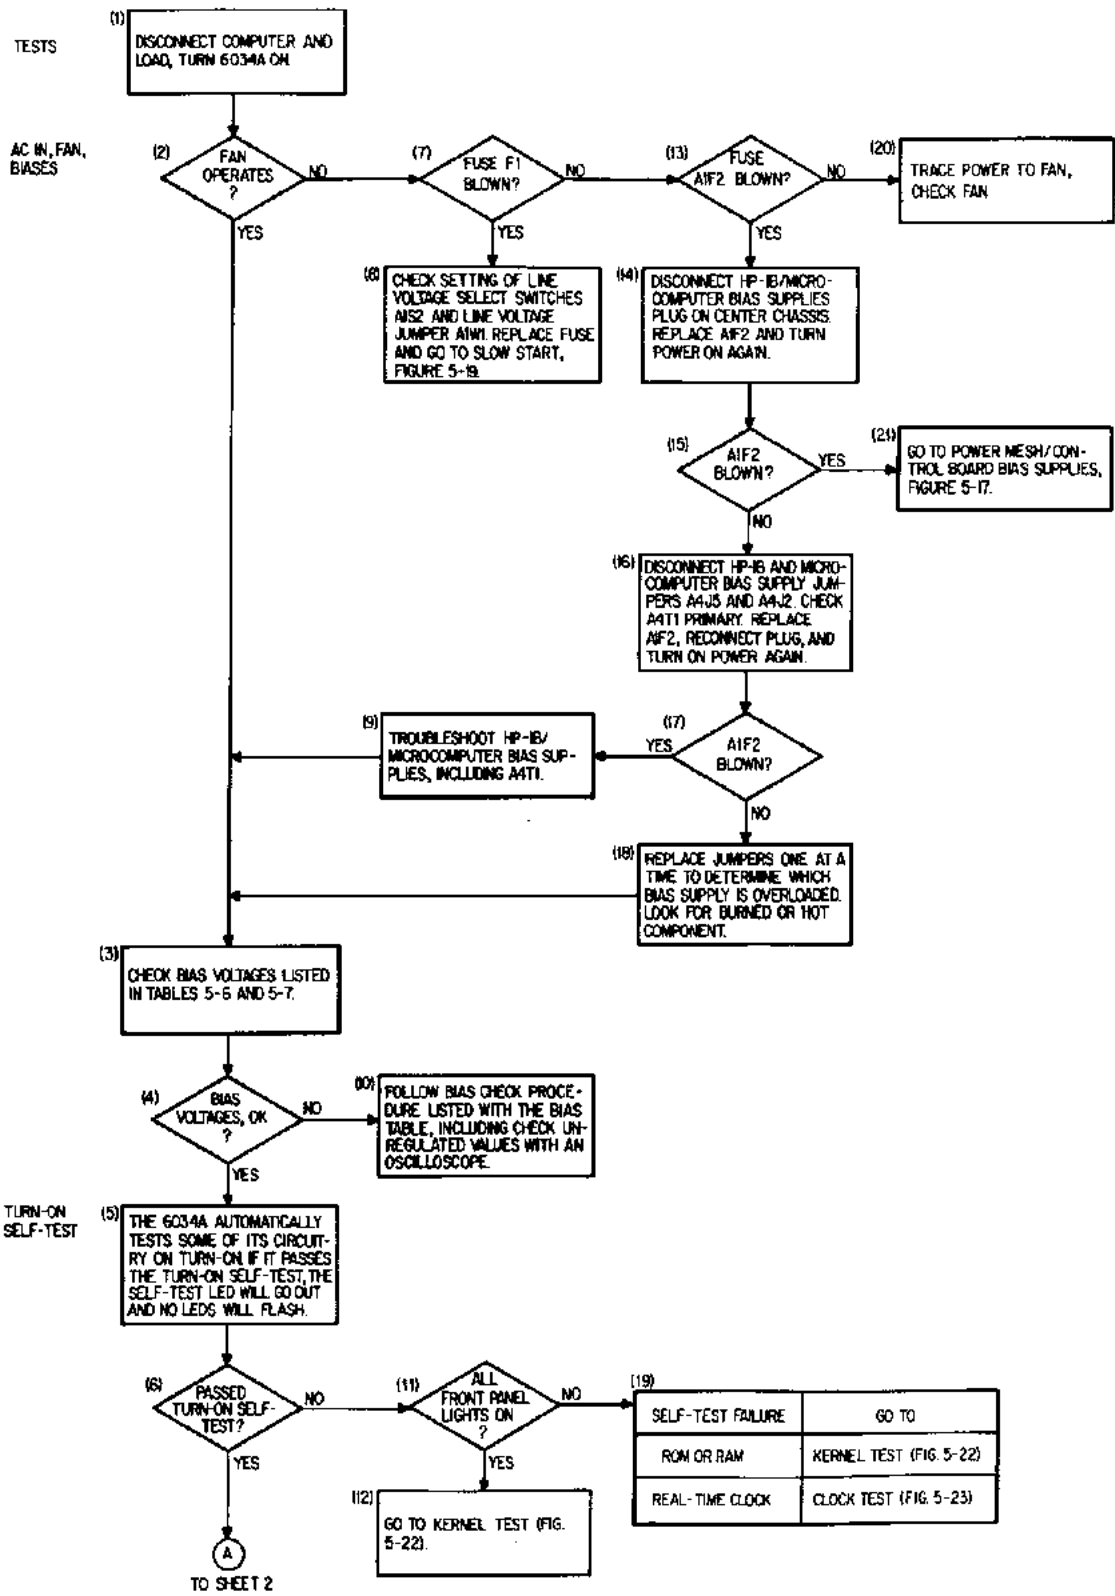 TESTS
(1)
DISCONNECT COMPUTER AND
LOAD, TURN 6034A ON.
AC IN, FAN,
BIASES
(2)
FAN
OPERATES
?
NO
YES
(7)
FUSE F1
BLOWN?
NO
YES
(13)
FUSE
A1F2 BLOWN?
NO
YES
(20)
TRACE POWER TO FAN,
CHECK FAN
(8)
CHECK SETTING OF LINE
VOLTAGE SELECT SWITCHES
A1S2 AND LINE VOLTAGE
JUMPER A1W1. REPLACE FUSE
AND GO TO SLOW START,
FIGURE 5-19.
(14)
DISCONNECT HP-IB/MICRO-
COMPUTER BIAS SUPPLIES
PLUG ON CENTER CHASSIS.
REPLACE A1F2 AND TURN
POWER ON AGAIN.
(15)
A1F2
BLOWN?
YES
NO
(21)
GO TO POWER MESH/CON-
TROL BOARD BIAS SUPPLIES,
FIGURE 5-17.
(16)
DISCONNECT HP-IB AND MICRO-
COMPUTER BIAS SUPPLY JUM-
PERS A4J5 AND A4J2. CHECK
A4T1 PRIMARY. REPLACE
A1F2, RECONNECT PLUG, AND
TURN ON POWER AGAIN.
(17)
A1F2
BLOWN?
YES
NO
(9)
TROUBLESHOOT HP-IB/
MICROCOMPUTER BIAS SUP-
PLIES, INCLUDING A4T1.
(18)
REPLACE JUMPERS ONE AT A
TIME TO DETERMINE WHICH
BIAS SUPPLY IS OVERLOADED.
LOOK FOR BURNED OR HOT
COMPONENT.
(3)
CHECK BIAS VOLTAGES LISTED
IN TABLES 5-6 AND 5-7.
(4)
BIAS
VOLTAGES, OK
?
NO
YES
(10)
FOLLOW BIAS CHECK PROCE-
DURE LISTED WITH THE BIAS
TABLE, INCLUDING CHECK UN-
REGULATED VALUES WITH AN
OSCILLOSCOPE.
TURN-ON
SELF-TEST
(5)
THE 6034A AUTOMATICALLY
TESTS SOME OF ITS CIRCUIT-
RY ON TURN-ON. IF IT PASSES
THE TURN-ON SELF-TEST, THE
SELF-TEST LED WILL GO OUT
AND NO LEDS WILL FLASH.
(6)
PASSED
TURN-ON SELF-
TEST?
NO
YES
(11)
ALL
FRONT PANEL
LIGHTS ON
?
NO
YES
(19)
SELF-TEST FAILURE GO TO
ROM OR RAM KERNEL TEST (FIG. 5-22)
REAL-TIME CLOCK CLOCK TEST (FIG. 5-23)
(12)
GO TO KERNEL TEST (FIG.
5-22).
A
TO SHEET 2